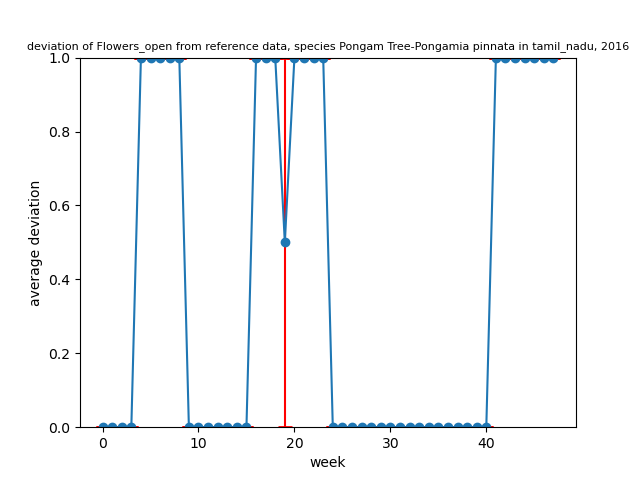 deviation of Flowers_open from reference data, species Pongam Tree-Pongamia pinnata in tamil_nadu, 2016
1.0
0.8
0.6
0.4
0.2
0.0
average deviation
0 10 20 30 40
week